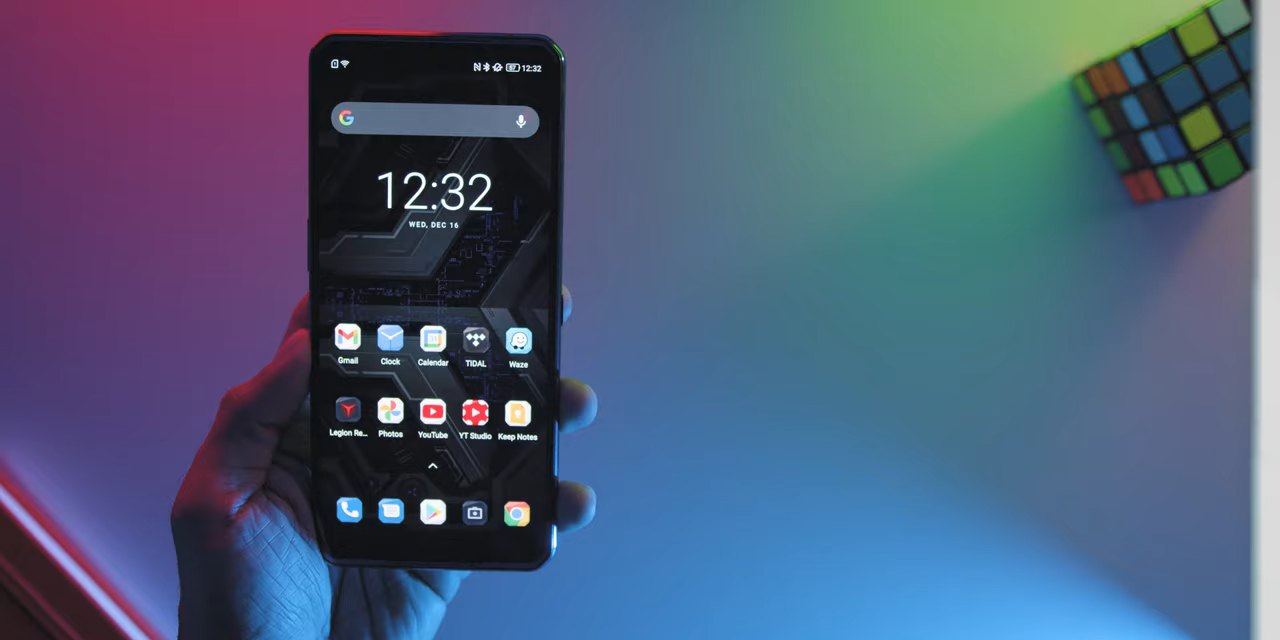 12:32
12:32
WED, DEC 16
Gmail Clock Calendar TIDAL Waze
Legion Re... Photos YouTube YT Studio Keep Notes